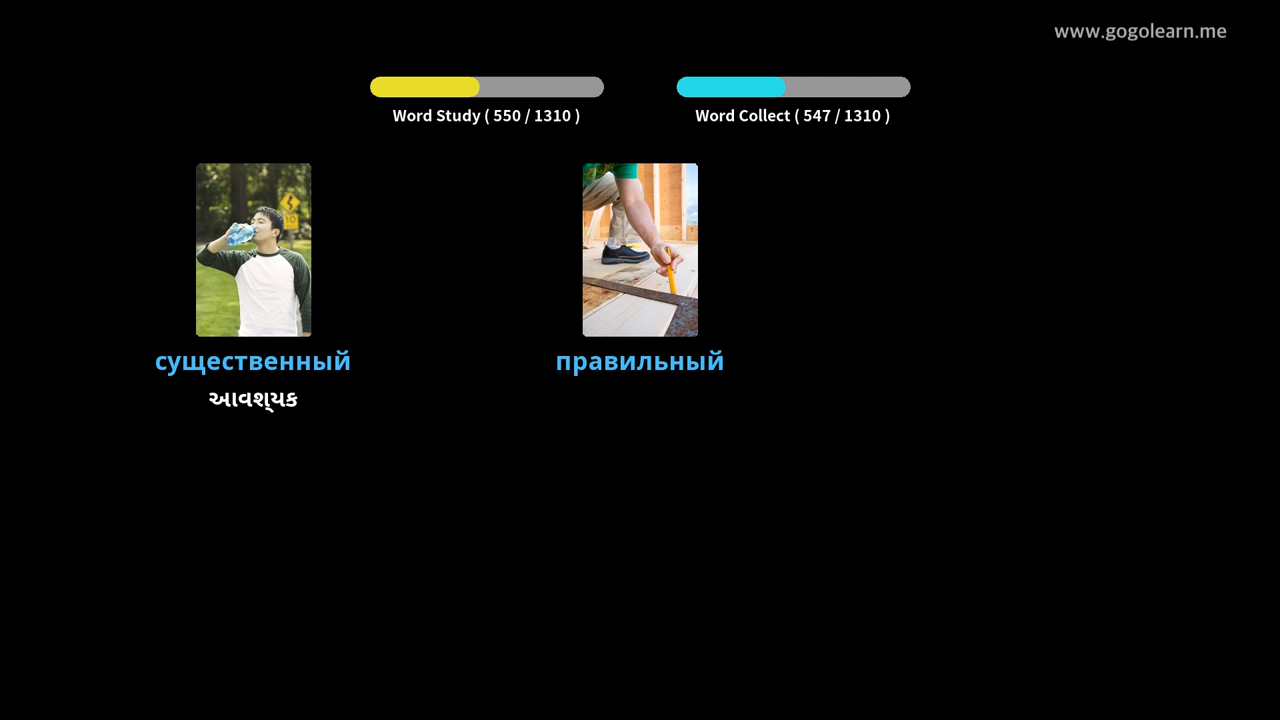 www.gogolearn.me
Word Study ( 550 / 1310 )
Word Collect ( 547 / 1310 )
существенный
આવશ્યક
правильный